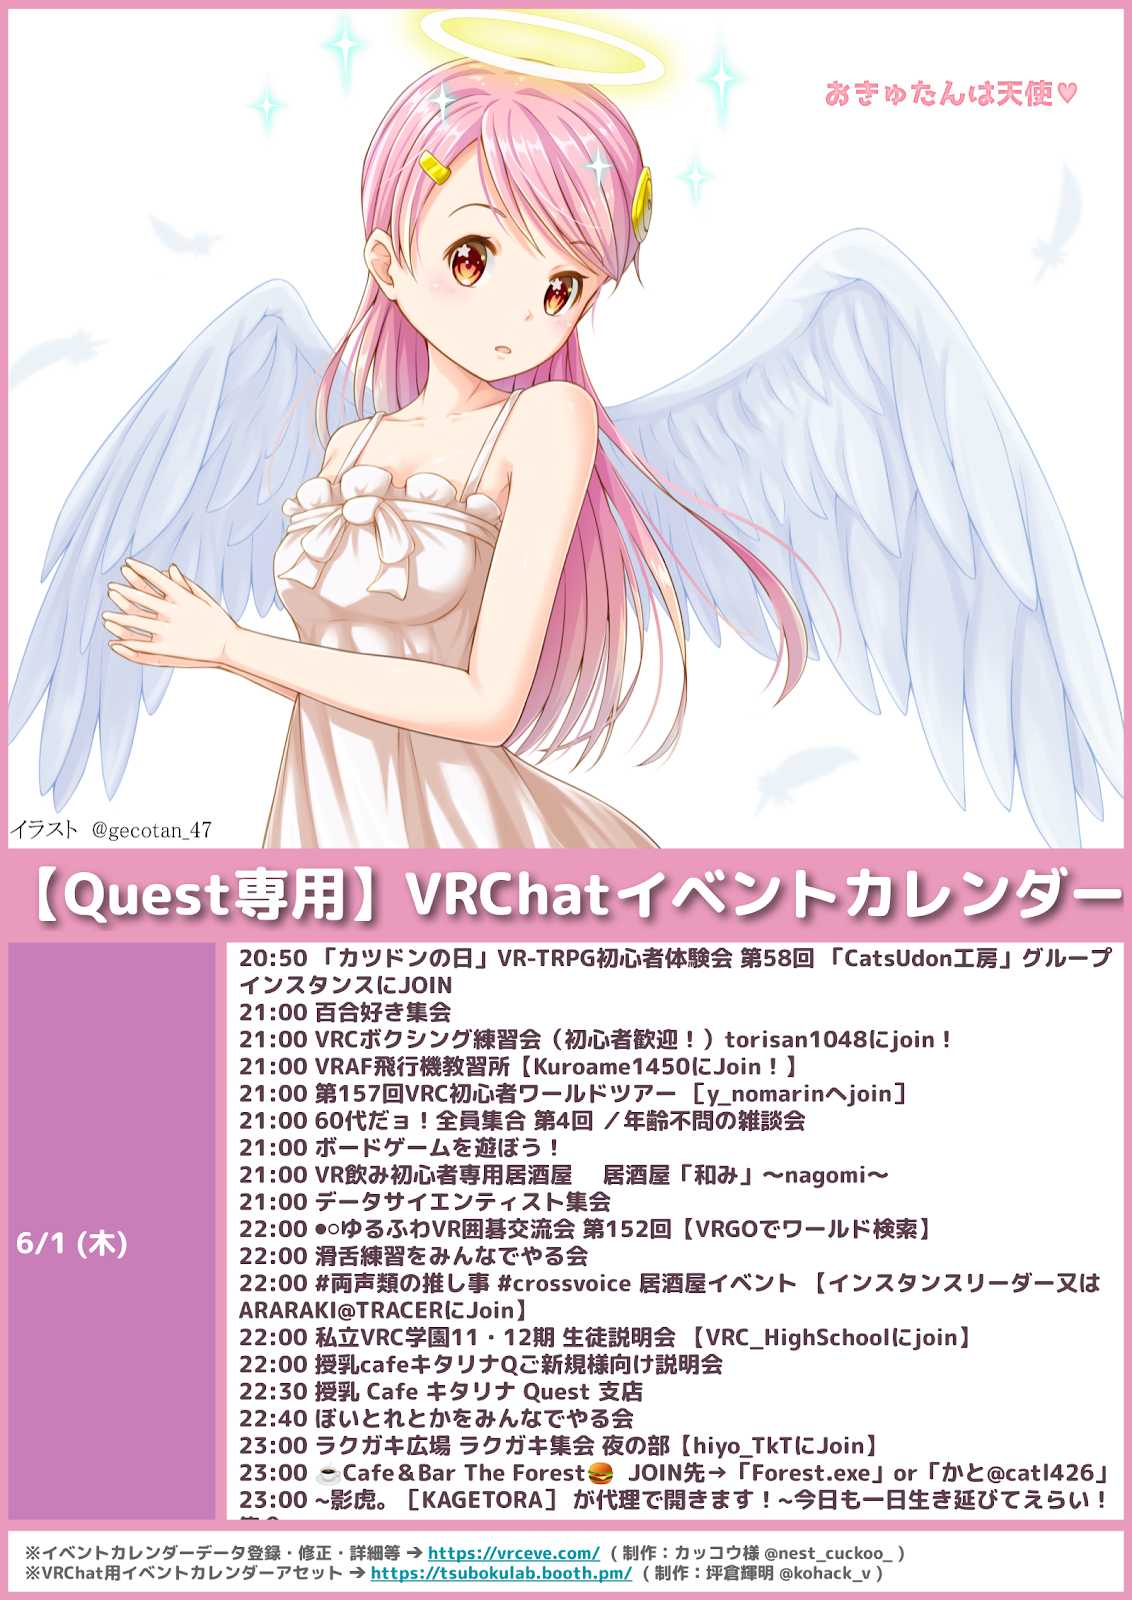 おきゅたんは天使♥
イラスト @gecotan_47
【Quest専用】VRChatイベントカレンダー
6/1 (木)
20:50 「カツドンの日」VR-TRPG初心者体験会 第58回 「CatsUdon工房」グループ
インスタンスにJOIN
21:00 百合好き集会
21:00 VRCボクシング練習会（初心者歓迎！）torisan1048にjoin！
21:00 VRAF飛行機教習所【Kuroame1450にJoin！】
21:00 第157回VRC初心者ワールドツアー ［y_nomarinへjoin］
21:00 60代だョ！全員集合 第4回 ／年齢不問の雑談会
21:00 ボードゲームを遊ぼう！
21:00 VR飲み初心者専用居酒屋　居酒屋「和み」～nagomi～
21:00 データサイエンティスト集会
22:00 ●○ゆるふわVR囲碁交流会 第152回【VRGOでワールド検索】
22:00 滑舌練習をみんなでやる会
22:00 #両声類の推し事 #crossvoice 居酒屋イベント 【インスタンスリーダー又は
ARARAKI@TRACERにJoin】
22:00 私立VRC学園11・12期 生徒説明会 【VRC_HighSchoolにjoin】
22:00 授乳cafeキタリナQご新規様向け説明会
22:30 授乳 Cafe キタリナ Quest 支店
22:40 ぼいとれとかをみんなでやる会
23:00 ラクガキ広場 ラクガキ集会 夜の部【hiyo_TkTにJoin】
23:00 ☕Cafe＆Bar The Forest🍔 JOIN先→「Forest.exe」or「かと@catl426」
23:00 ~影虎。［KAGETORA］ が代理で開きます！~今日も一日生き延びてえらい！
※イベントカレンダーデータ登録・修正・詳細等 → https://vrceve.com/ ( 制作：カッコウ様 @nest_cuckoo_ )
※VRChat用イベントカレンダーアセット → https://tsubokulab.booth.pm/ ( 制作：坪倉輝明 @kohack_v )